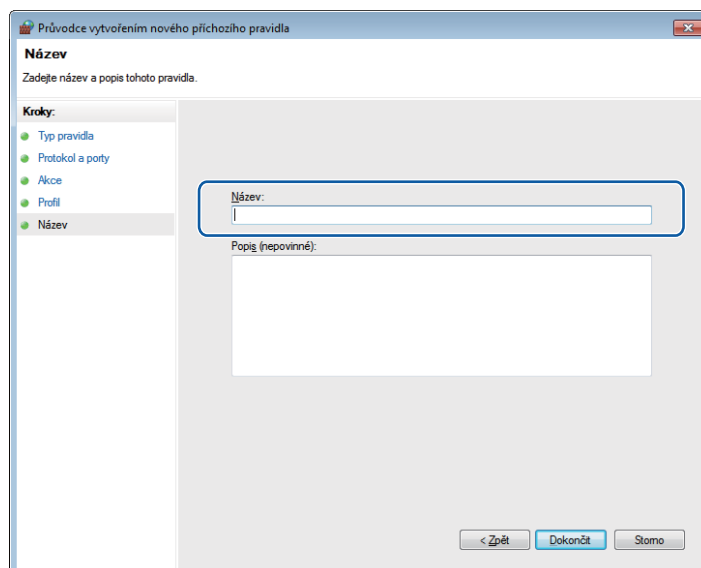 Průvodce vytvořením nového příchozího pravidla
Název
Zadejte název a popis tohoto pravidla.
Kroky:
Typ pravidla
Protokol a porty
Akce
Profil
Název
Název:
Popis (nepovinné):
< Zpět
Dokončit
Storno